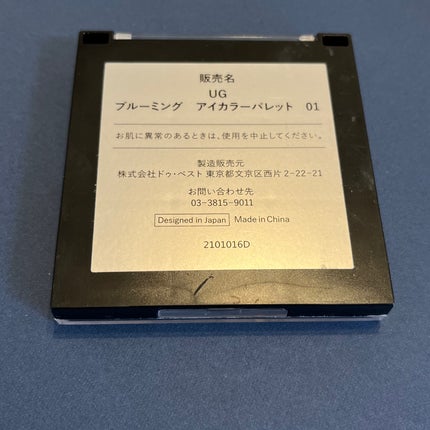 販売名
UG
ブルーミング アイカラーパレット 01
お肌に異常のあるときは、使用を中止してください。
製造販売元
株式会社ドゥ・ベスト 東京都文京区西片2-22-21
お問い合わせ先
03-3815-9011
Designed in Japan Made in China
2101016D